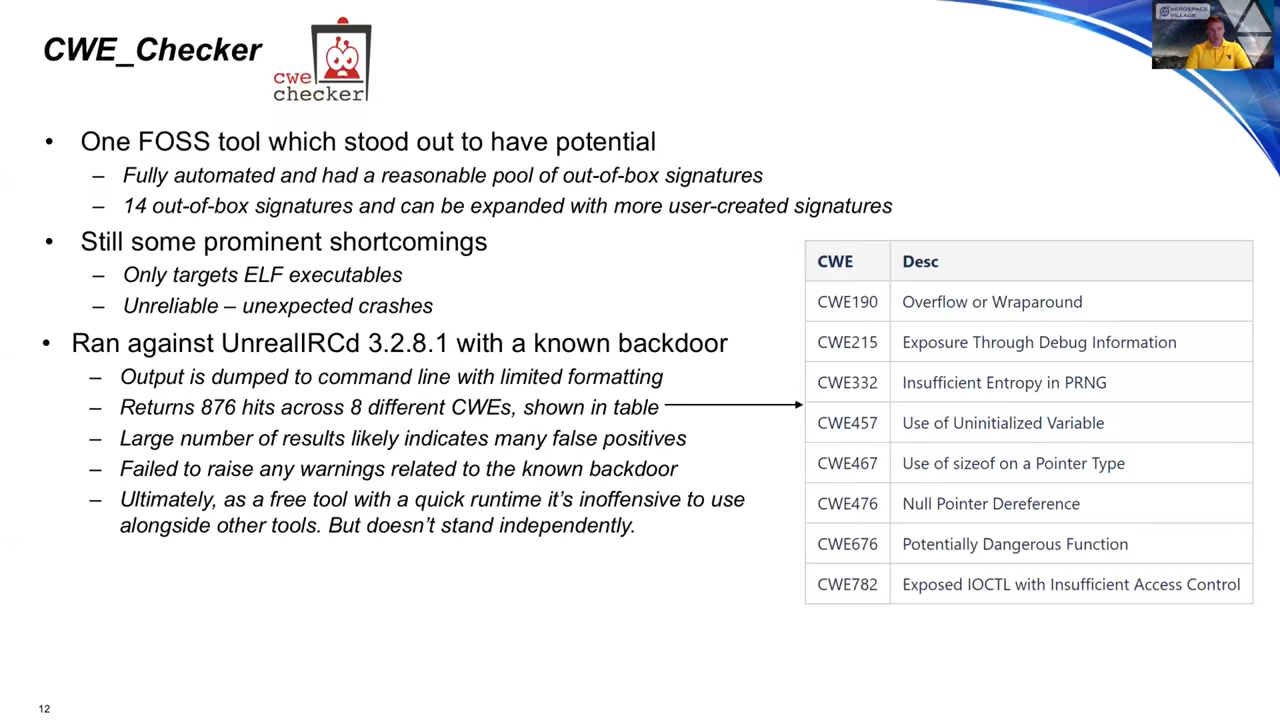 CWE_Checker
cwe
checker
AEROSPACE
VILLAGE
• One FOSS tool which stood out to have potential
– Fully automated and had a reasonable pool of out-of-box signatures
– 14 out-of-box signatures and can be expanded with more user-created signatures
• Still some prominent shortcomings
– Only targets ELF executables
– Unreliable – unexpected crashes
• Ran against UnrealIRCd 3.2.8.1 with a known backdoor
– Output is dumped to command line with limited formatting
– Returns 876 hits across 8 different CWEs, shown in table
– Large number of results likely indicates many false positives
– Failed to raise any warnings related to the known backdoor
– Ultimately, as a free tool with a quick runtime it's inoffensive to use
alongside other tools. But doesn't stand independently.
CWE Desc
CWE190 Overflow or Wraparound
CWE215 Exposure Through Debug Information
CWE332 Insufficient Entropy in PRNG
CWE457 Use of Uninitialized Variable
CWE467 Use of sizeof on a Pointer Type
CWE476 Null Pointer Dereference
CWE676 Potentially Dangerous Function
CWE782 Exposed IOCTL with Insufficient Access Control
12